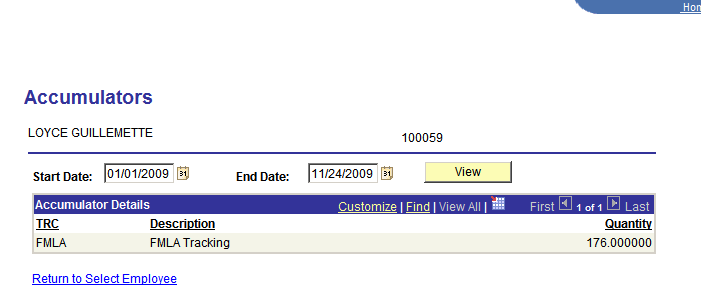 Hom
Accumulators
LOYCE GUILLEMETTE 100059
Start Date: 01/01/2009 31 End Date: 11/24/2009 31 View
Accumulator Details Customize | Find | View All | First 1 of 1 Last
TRC Description Quantity
FMLA FMLA Tracking 176.000000
Return to Select Employee